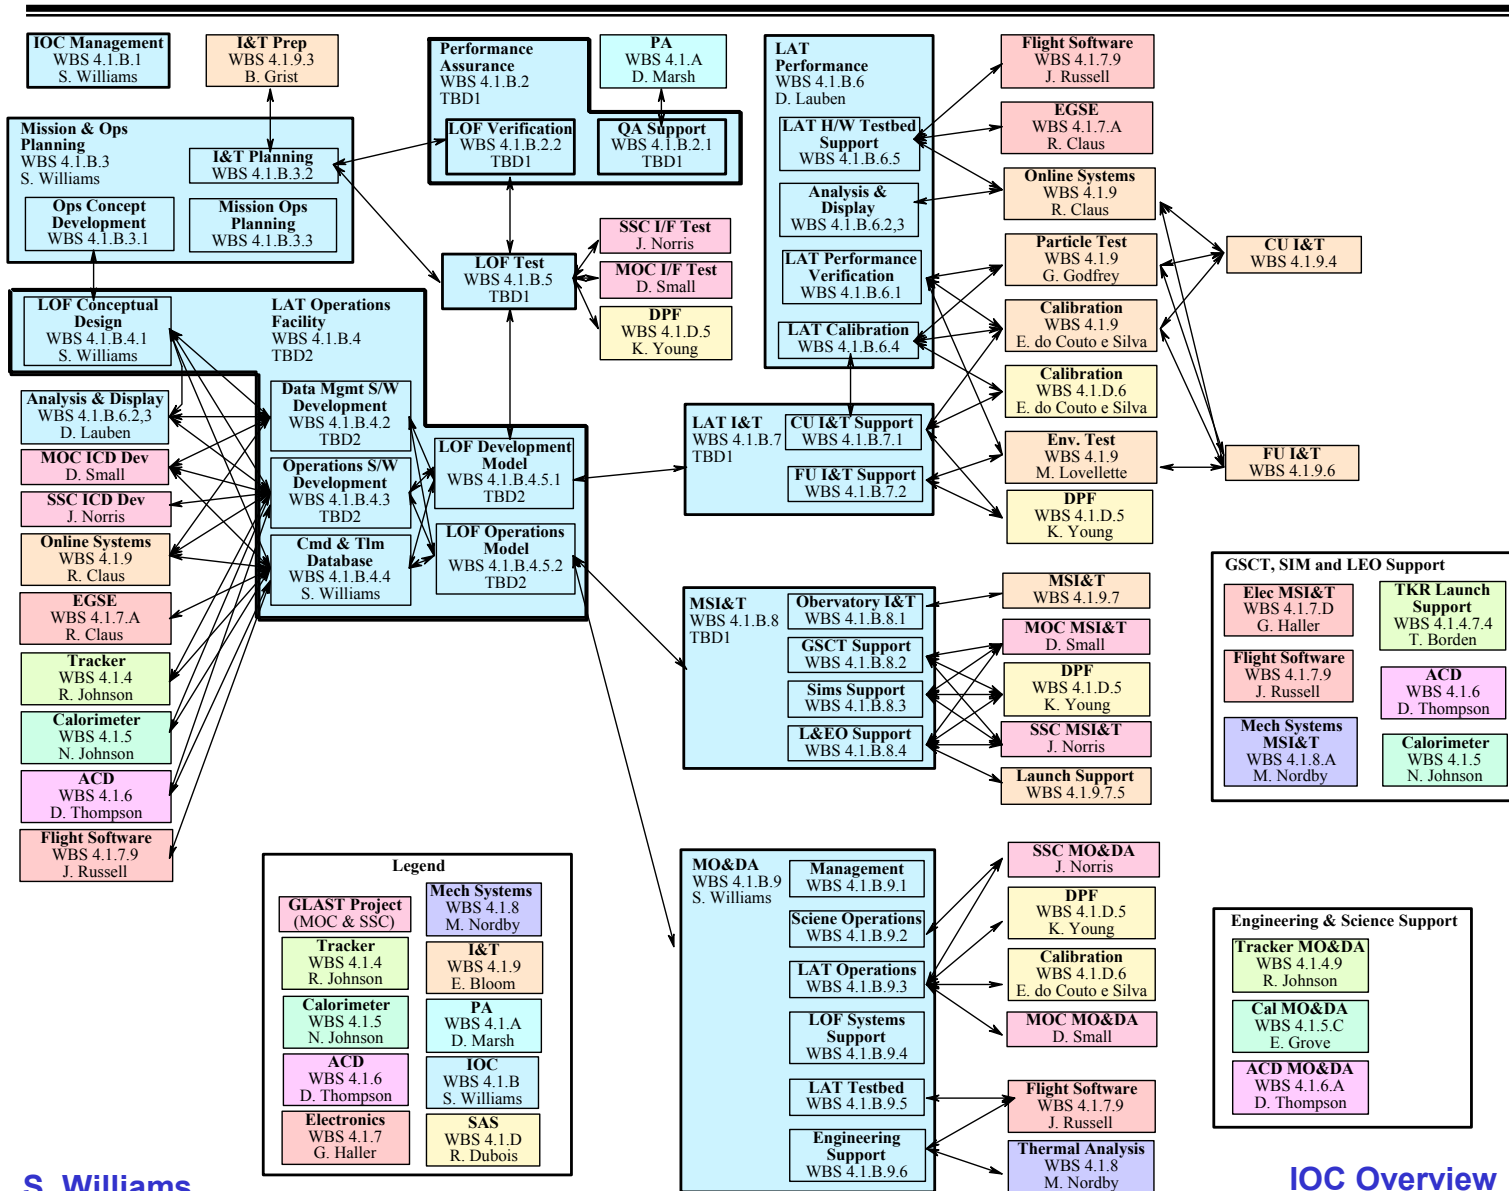 IOC Management
WBS 4.1.B.1
S. Williams
I&T Prep
WBS 4.1.9.3
B. Grist
Performance
Assurance
WBS 4.1.B.2
TBD1
PA
WBS 4.1.A
D. Marsh
LOF Verification
WBS 4.1.B.2.2
TBD1
QA Support
WBS 4.1.B.2.1
TBD1
Mission & Ops
Planning
WBS 4.1.B.3
S. Williams
I&T Planning
WBS 4.1.B.3.2
Ops Concept
Development
WBS 4.1.B.3.1
Mission Ops
Planning
WBS 4.1.B.3.3
LOF Test
WBS 4.1.B.5
TBD1
SSC I/F Test
J. Norris
MOC I/F Test
D. Small
DPF
WBS 4.1.D.5
K. Young
LOF Conceptual
Design
WBS 4.1.B.4.1
S. Williams
LAT Operations
Facility
WBS 4.1.B.4
TBD2
Data Mgmt S/W
Development
WBS 4.1.B.4.2
TBD2
Operations S/W
Development
WBS 4.1.B.4.3
TBD2
Cmd & Tlm
Database
WBS 4.1.B.4.4
S. Williams
LOF Development
Model
WBS 4.1.B.4.5.1
TBD2
LOF Operations
Model
WBS 4.1.B.4.5.2
TBD2
Analysis & Display
WBS 4.1.B.6.2,3
D. Lauben
MOC ICD Dev
D. Small
SSC ICD Dev
J. Norris
Online Systems
WBS 4.1.9
R. Claus
EGSE
WBS 4.1.7.A
R. Claus
Tracker
WBS 4.1.4
R. Johnson
Calorimeter
WBS 4.1.5
N. Johnson
ACD
WBS 4.1.6
D. Thompson
Flight Software
WBS 4.1.7.9
J. Russell
LAT
Performance
WBS 4.1.B.6
D. Lauben
LAT H/W Testbed
Support
WBS 4.1.B.6.5
Analysis &
Display
WBS 4.1.B.6.2,3
LAT Performance
Verification
WBS 4.1.B.6.1
LAT Calibration
WBS 4.1.B.6.4
Flight Software
WBS 4.1.7.9
J. Russell
EGSE
WBS 4.1.7.A
R. Claus
Online Systems
WBS 4.1.9
R. Claus
Particle Test
WBS 4.1.9
G. Godfrey
Calibration
WBS 4.1.9
E. do Couto e Silva
Calibration
WBS 4.1.D.6
E. do Couto e Silva
Env. Test
WBS 4.1.9
M. Lovellette
DPF
WBS 4.1.D.5
K. Young
CU I&T
WBS 4.1.9.4
FU I&T
WBS 4.1.9.6
LAT I&T
WBS 4.1.B.7
TBD1
CU I&T Support
WBS 4.1.B.7.1
FU I&T Support
WBS 4.1.B.7.2
MSI&T
WBS 4.1.B.8
TBD1
Obervatory I&T
WBS 4.1.B.8.1
GSCT Support
WBS 4.1.B.8.2
Sims Support
WBS 4.1.B.8.3
L&EO Support
WBS 4.1.B.8.4
MSI&T
WBS 4.1.9.7
MOC MSI&T
D. Small
DPF
WBS 4.1.D.5
K. Young
SSC MSI&T
J. Norris
Launch Support
WBS 4.1.9.7.5
GSCT, SIM and LEO Support
Elec MSI&T
WBS 4.1.7.D
G. Haller
TKR Launch
Support
WBS 4.1.4.7.4
T. Borden
Flight Software
WBS 4.1.7.9
J. Russell
ACD
WBS 4.1.6
D. Thompson
Mech Systems
MSI&T
WBS 4.1.8.A
M. Nordby
Calorimeter
WBS 4.1.5
N. Johnson
MO&DA
WBS 4.1.B.9
S. Williams
Management
WBS 4.1.B.9.1
Sciene Operations
WBS 4.1.B.9.2
LAT Operations
WBS 4.1.B.9.3
LOF Systems
Support
WBS 4.1.B.9.4
LAT Testbed
WBS 4.1.B.9.5
Engineering
Support
WBS 4.1.B.9.6
SSC MO&DA
J. Norris
DPF
WBS 4.1.D.5
K. Young
Calibration
WBS 4.1.D.6
E. do Couto e Silva
MOC MO&DA
D. Small
Flight Software
WBS 4.1.7.9
J. Russell
Thermal Analysis
WBS 4.1.8
M. Nordby
Engineering & Science Support
Tracker MO&DA
WBS 4.1.4.9
R. Johnson
Cal MO&DA
WBS 4.1.5.C
E. Grove
ACD MO&DA
WBS 4.1.6.A
D. Thompson
Legend
GLAST Project
(MOC & SSC)
Tracker
WBS 4.1.4
R. Johnson
Calorimeter
WBS 4.1.5
N. Johnson
ACD
WBS 4.1.6
D. Thompson
Electronics
WBS 4.1.7
G. Haller
Mech Systems
WBS 4.1.8
M. Nordby
I&T
WBS 4.1.9
E. Bloom
PA
WBS 4.1.A
D. Marsh
IOC
WBS 4.1.B
S. Williams
SAS
WBS 4.1.D
R. Dubois
S. Williams
IOC Overview